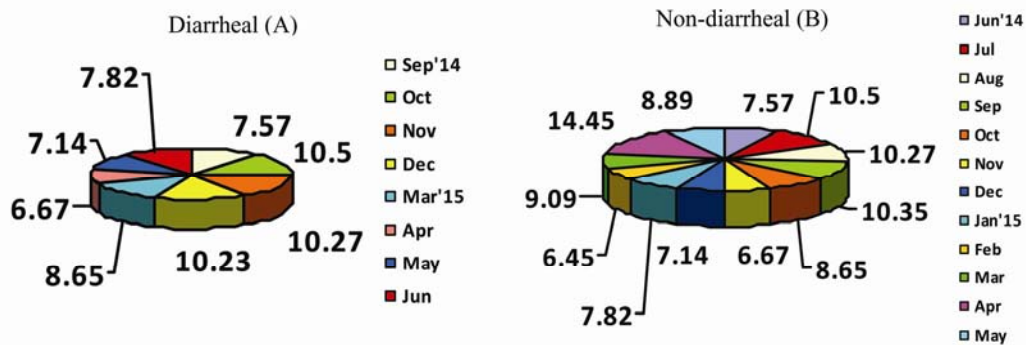 Diarrheal (A)
7.82
7.57
7.14
10.5
6.67
8.65
10.23
10.27
Sep'14
Oct
Nov
Dec
Mar'15
Apr
May
Jun
Non-diarrheal (B)
8.89
7.57
10.5
14.45
10.27
9.09
10.35
6.45
7.14
6.67
8.65
7.82
Jun'14
Jul
Aug
Sep
Oct
Nov
Dec
Jan'15
Feb
Mar
Apr
May